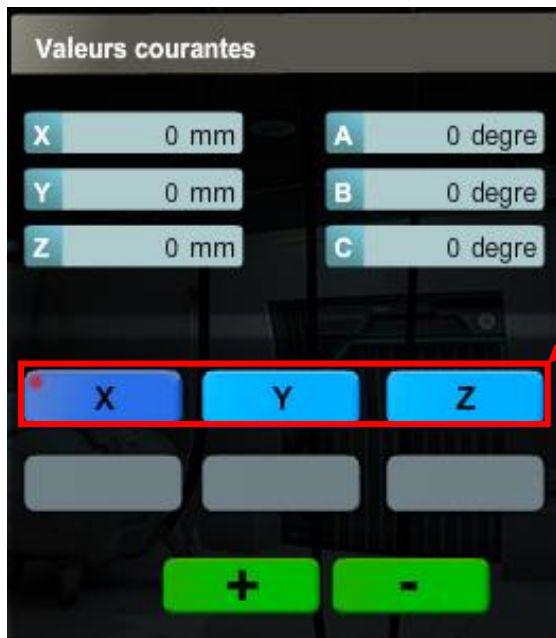 Valeurs courantes
X 0 mm A 0 degre
Y 0 mm B 0 degre
Z 0 mm C 0 degre
X Y Z
+ -